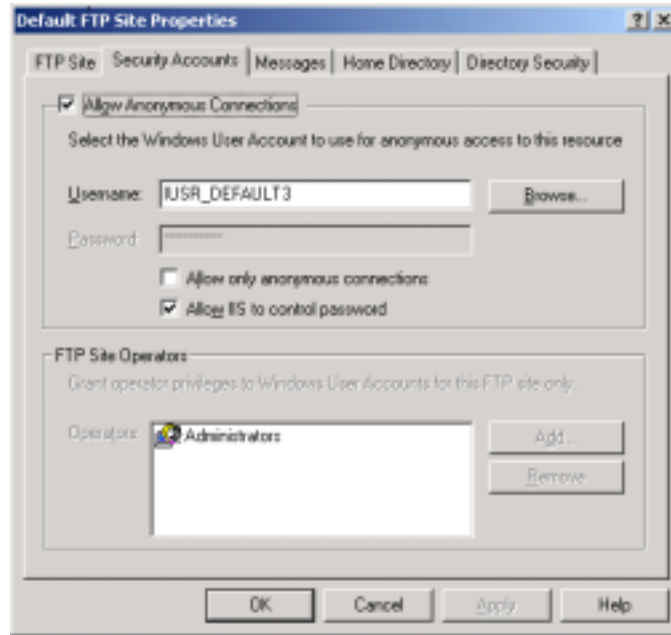 Default FTP Site Properties
FTP Site Security Accounts Messages Home Directory Directory Security
Allow Anonymous Connections
Select the Windows User Account to use for anonymous access to this resource
Username: IUSR_DEFAULT3 Browse...
Password: **********
Allow only anonymous connections
Allow IIS to control password
FTP Site Operators
Grant operator privileges to Windows User Accounts for this FTP site only.
Operators: Administrators Add...
Remove
OK Cancel Apply Help